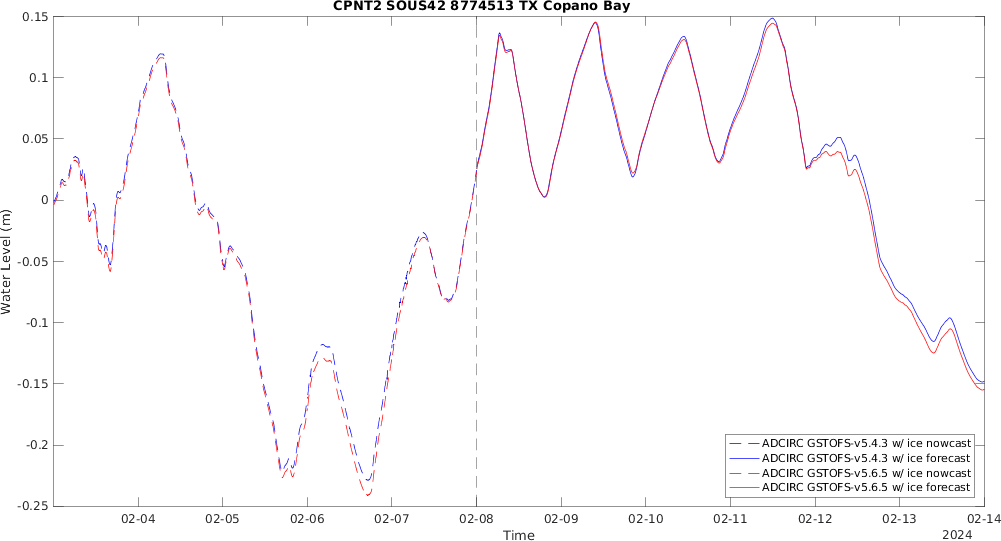 CPNT2 SOUS42 8774513 TX Copano Bay
0.15
0.1
0.05
0
-0.05
-0.1
-0.15
-0.2
-0.25
Water Level (m)
02-04 02-05 02-06 02-07 02-08 02-09 02-10 02-11 02-12 02-13 02-14
Time
2024
ADCIRC GSTOFS-v5.4.3 w/ ice nowcast
ADCIRC GSTOFS-v5.4.3 w/ ice forecast
ADCIRC GSTOFS-v5.6.5 w/ ice nowcast
ADCIRC GSTOFS-v5.6.5 w/ ice forecast